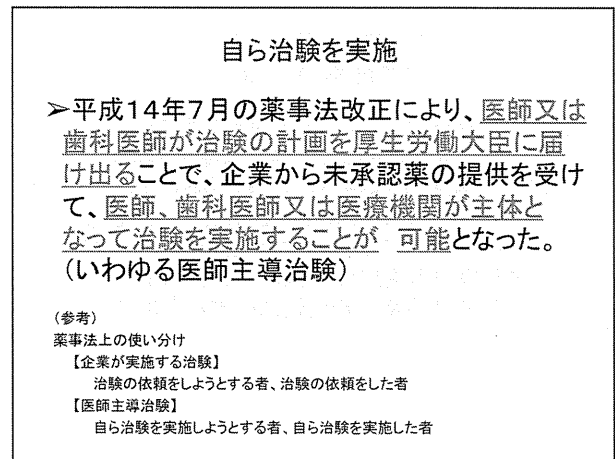 自ら治験を実施
➢平成14年7月の薬事法改正により、医師又は
歯科医師が治験の計画を厚生労働大臣に届
け出ることで、企業から未承認薬の提供を受け
て、医師、歯科医師又は医療機関が主体と
なって治験を実施することが 可能となった。
(いわゆる医師主導治験)
(参考)
薬事法上の使い分け
【企業が実施する治験】
治験の依頼をしようとする者、治験の依頼をした者
【医師主導治験】
自ら治験を実施しようとする者、自ら治験を実施した者